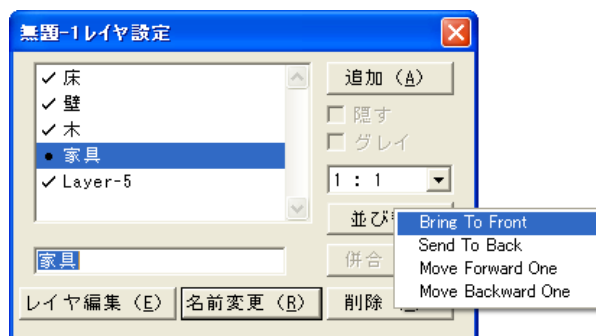 無題-1レイヤ設定
✓床
✓壁
✓木
●家具
✓Layer-5
追加 (A)
隠す
グレイ
1 : 1
並び
Bring To Front
Send To Back
Move Forward One
Move Backward One
家具
併合
レイヤ編集 (E)
名前変更 (R)
削除